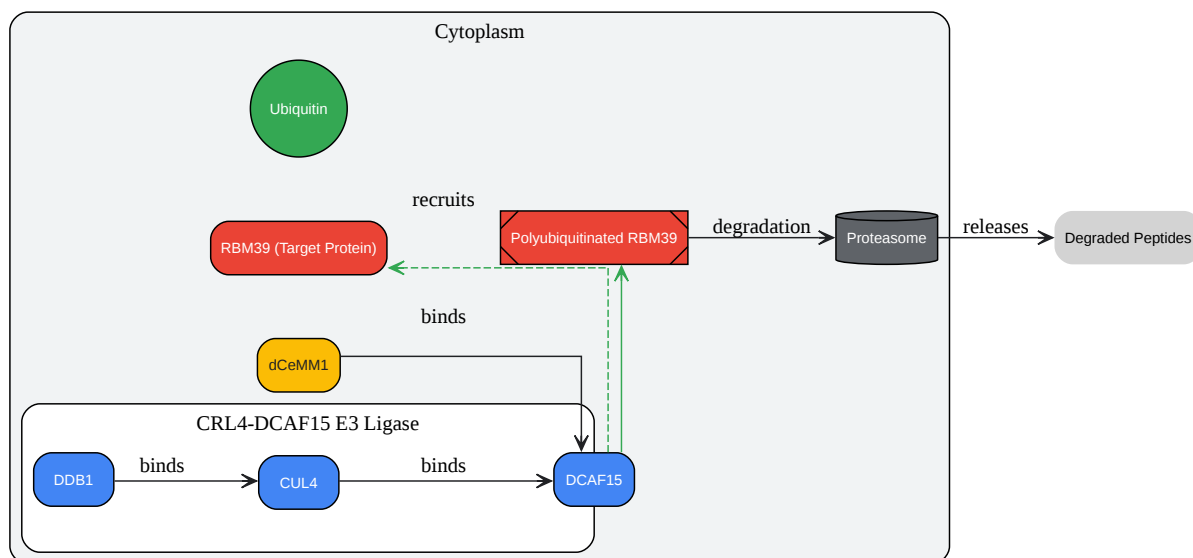 Cytoplasm
Ubiquitin
recruits
RBM39 (Target Protein)
Polyubiquitinated RBM39
degradation
Proteasome
releases
Degraded Peptides
binds
dCeMM1
CRL4-DCAF15 E3 Ligase
DDB1
binds
CUL4
binds
DCAF15